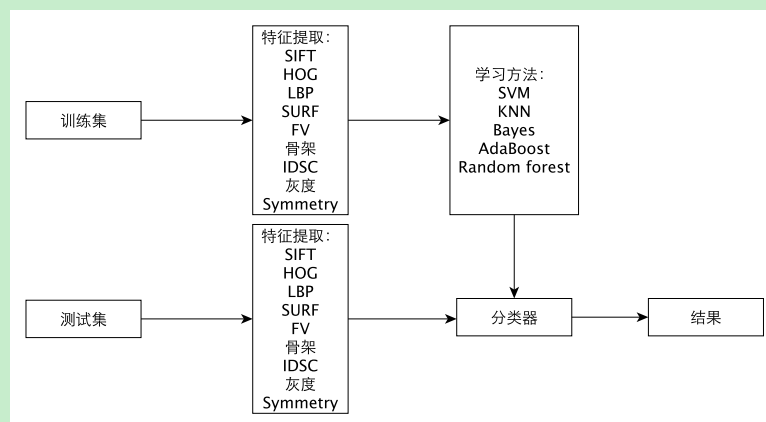 训练集
特征提取：
SIFT
HOG
LBP
SURF
FV
骨架
IDSC
灰度
Symmetry
学习方法：
SVM
KNN
Bayes
AdaBoost
Random forest
测试集
特征提取：
SIFT
HOG
LBP
SURF
FV
骨架
IDSC
灰度
Symmetry
分类器
结果